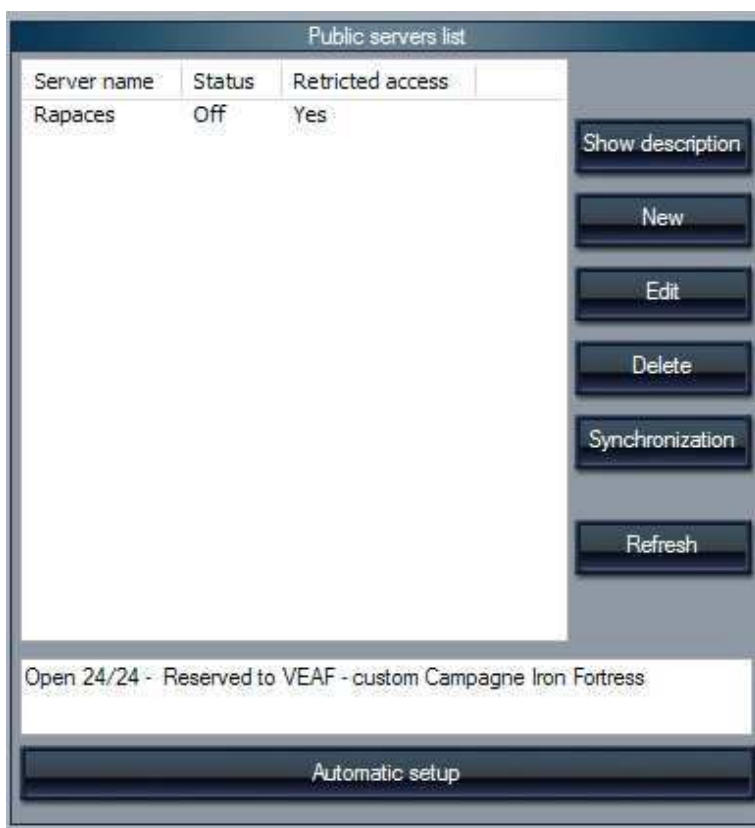 Public servers list
Server name Status Retricted access
Rapaces Off Yes
Show description
New
Edit
Delete
Synchronization
Refresh
Open 24/24 - Reserved to VEAF - custom Campagne Iron Fortress
Automatic setup